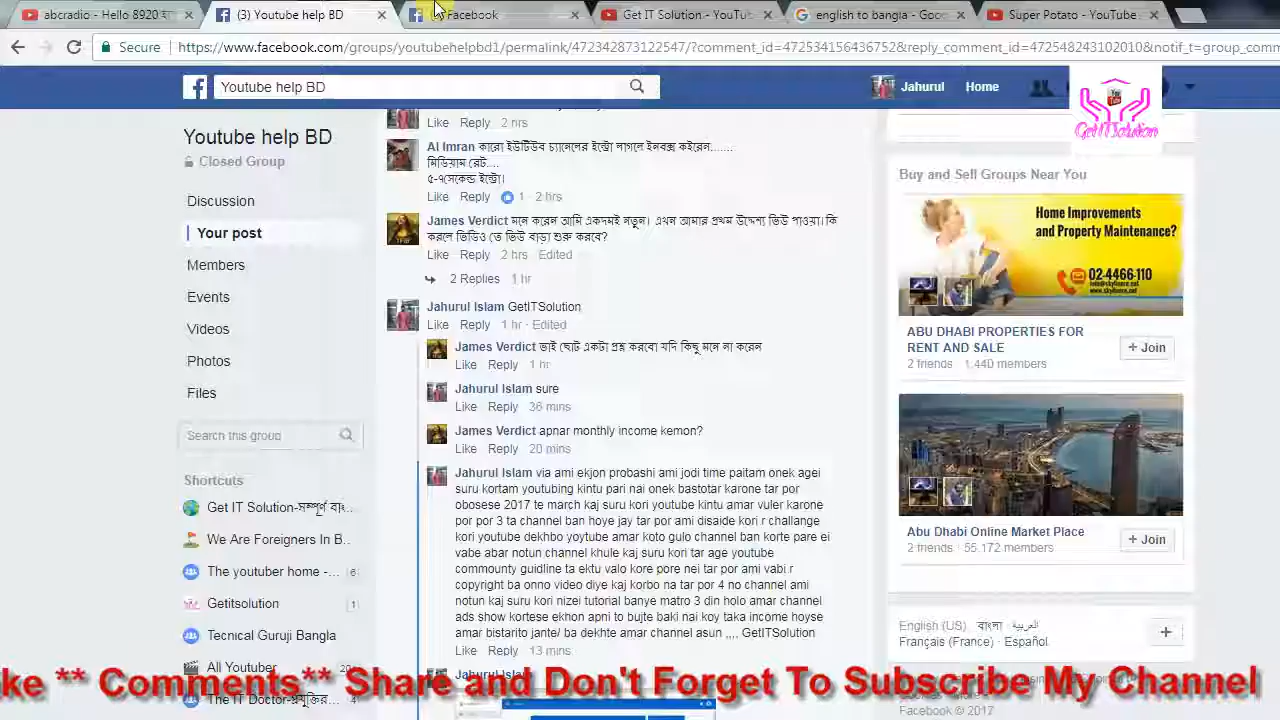 abcradio - Hello 8920 ই
(3) Youtube help BD
Facebook
Get IT Solution - YouTu
english to bangla - Goo
Super Potato - YouTube
Secure
https://www.facebook.com/groups/youtubehelpbd1/permalink/472342873122547/?comment_id=472534156436752&reply_comment_id=472548243102010&notif_t=group_com
Youtube help BD
Jahurul
Home
GetITSolution
Youtube help BD
Closed Group
Discussion
Your post
Members
Events
Videos
Photos
Files
Search this group
Shortcuts
Get IT Solution-সম্পূর্ণ বাং...
We Are Foreigners In B..
The youtuber home -... 6
Getitsolution 1
Tecnical Guruji Bangla
All Youtuber 20
The IT Doctor-প্রযুক্তির 4
Like Reply 2 hrs
Al Imran কারো ইউটিউব চ্যানেলের ইন্ট্রো লাগলে ইনবক্স কইরেন.......
মিডিয়াম রেট....
৫-৭সেকেন্ড ইন্ট্রো।
Like Reply 1 · 2 hrs
James Verdict মনে করেন আমি একদমই নতুন। এখন আমার প্রথম উদ্দেশ্য ভিউ পাওয়া।কি
করলে ভিডিও তে ভিউ বাড়া শুরু করবে?
Like Reply 2 hrs Edited
2 Replies 1 hr
Jahurul Islam GetITSolution
Like Reply 1 hr · Edited
James Verdict ভাই ছোট একটা প্রশ্ন করবো যদি কিছু মনে না করেন
Like Reply 1 hr
Jahurul Islam sure
Like Reply 36 mins
James Verdict apnar monthly income kemon?
Like Reply 20 mins
Jahurul Islam via ami ekjon probashi ami jodi time paitam onek agei
suru kortam youtubing kintu pari nai onek bastotar karone tar por
obosese 2017 te march kaj suru kori youtube kintu amar vuler karone
por por 3 ta channel ban hoye jay tar por ami disaide kori r challange
kori youtube dekhbo yoytube amar koto gulo channel ban korte pare ei
vabe abar notun channel khule kaj suru kori tar age youtube
commounty guidline ta ektu valo kore pore nei tar por ami vabi r
copyright ba onno video diye kaj korbo na tar por 4 no channel ami
notun kaj suru kori nizei tutorial banye matro 3 din holo amar channel
ads show kortese ekhon apni to bujte baki nai koy taka income hoyse
amar bistarito jante/ ba dekhte amar channel asun ,,,, GetITSolution
Like Reply 13 mins
Jahurul Islam
Buy and Sell Groups Near You
Home Improvements
and Property Maintenance?
02-4466-110
ABU DHABI PROPERTIES FOR
RENT AND SALE
2 friends · 1,440 members
+ Join
Abu Dhabi Online Market Place
2 friends · 55,172 members
+ Join
English (US) · বাংলা · العربية ·
Français (France) · Español
+
Facebook © 2017
ke ** Comments** Share and Don't Forget To Subscribe My Channel